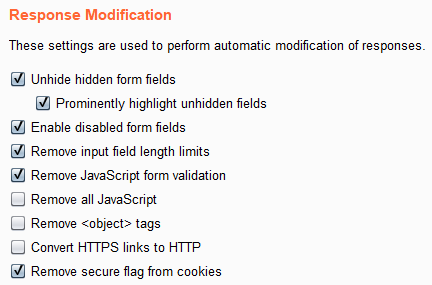 Response Modification
These settings are used to perform automatic modification of responses.
Unhide hidden form fields
Prominently highlight unhidden fields
Enable disabled form fields
Remove input field length limits
Remove JavaScript form validation
Remove all JavaScript
Remove <object> tags
Convert HTTPS links to HTTP
Remove secure flag from cookies